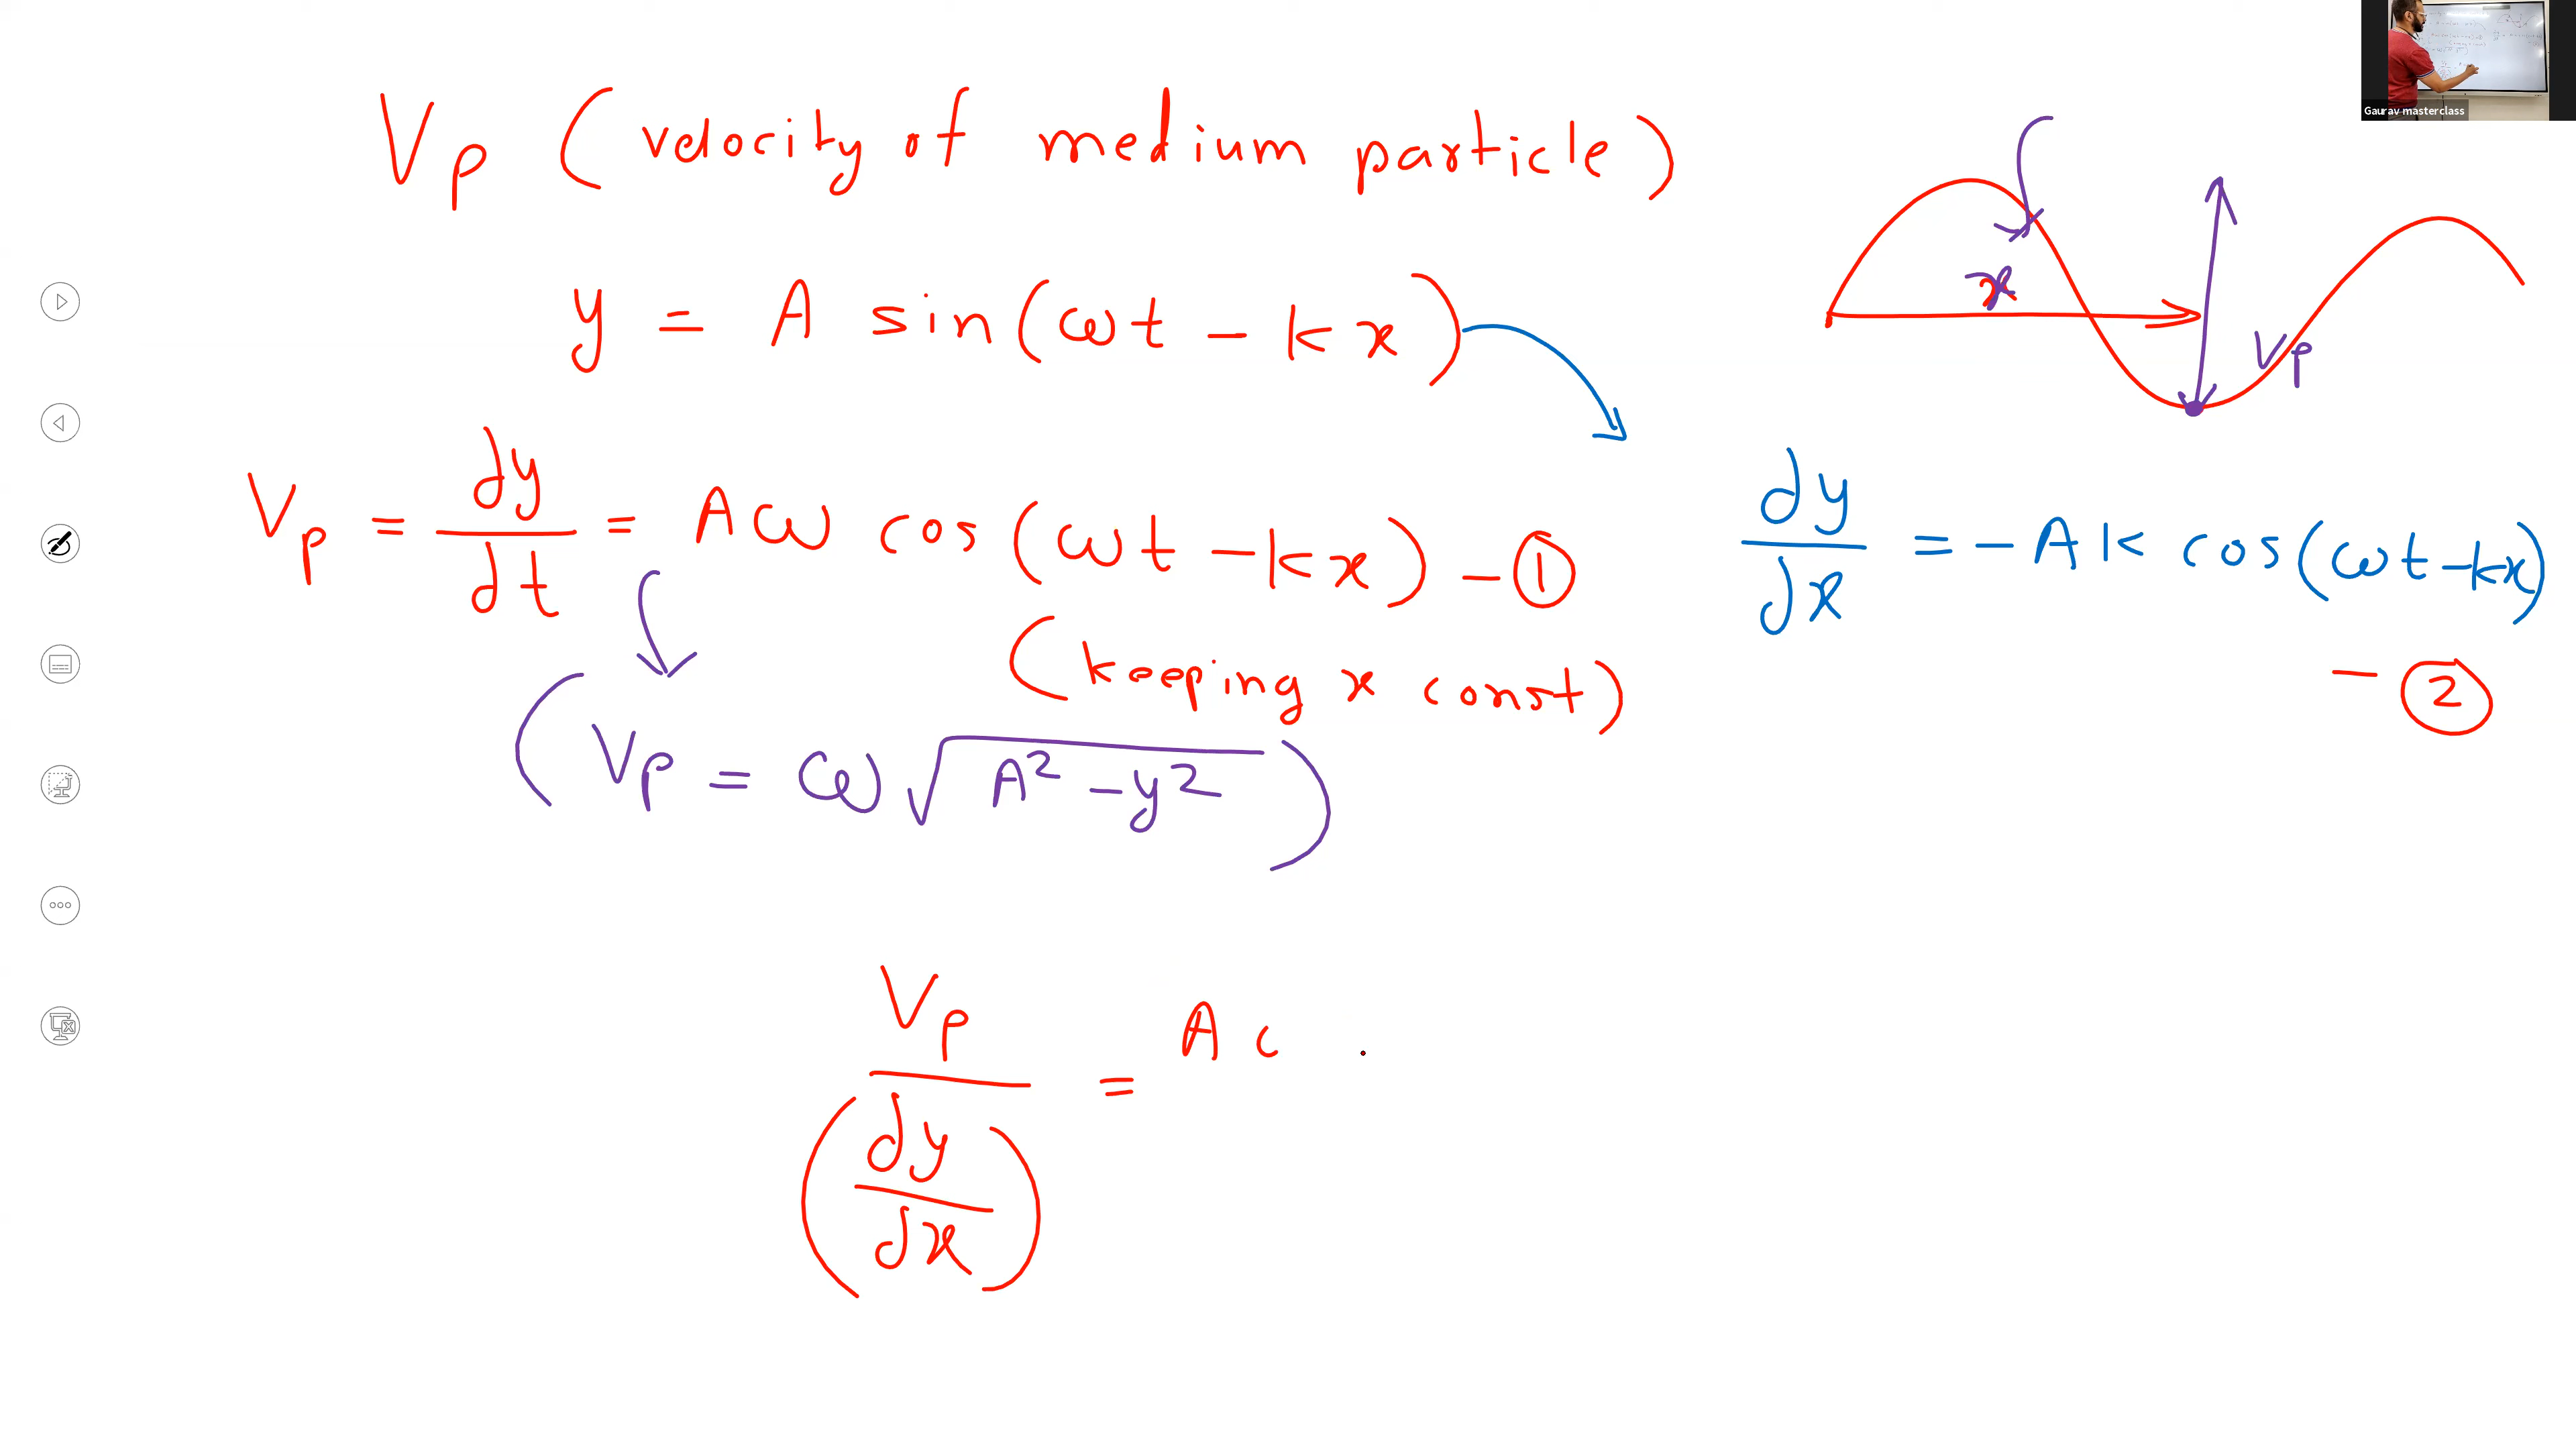 Vp (velocity of medium particle)
y = A sin(ωt - kx)
Vp = dy/dt = Aω cos(ωt - kx) - ①
(keeping x const)
(Vp = ω√(A² - y²))
x
Vp
dy/dx = - Ak cos(ωt - kx)
- ②
Vp/(dy/dx) = A
Gaurav masterclass